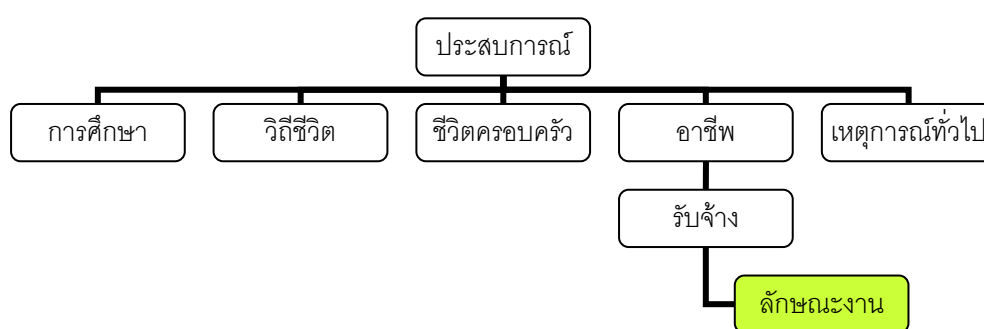 ประสบการณ์
การศึกษา
วิถีชีวิต
ชีวิตครอบครัว
อาชีพ
เหตุการณ์ทั่วไป
รับจ้าง
ลักษณะงาน